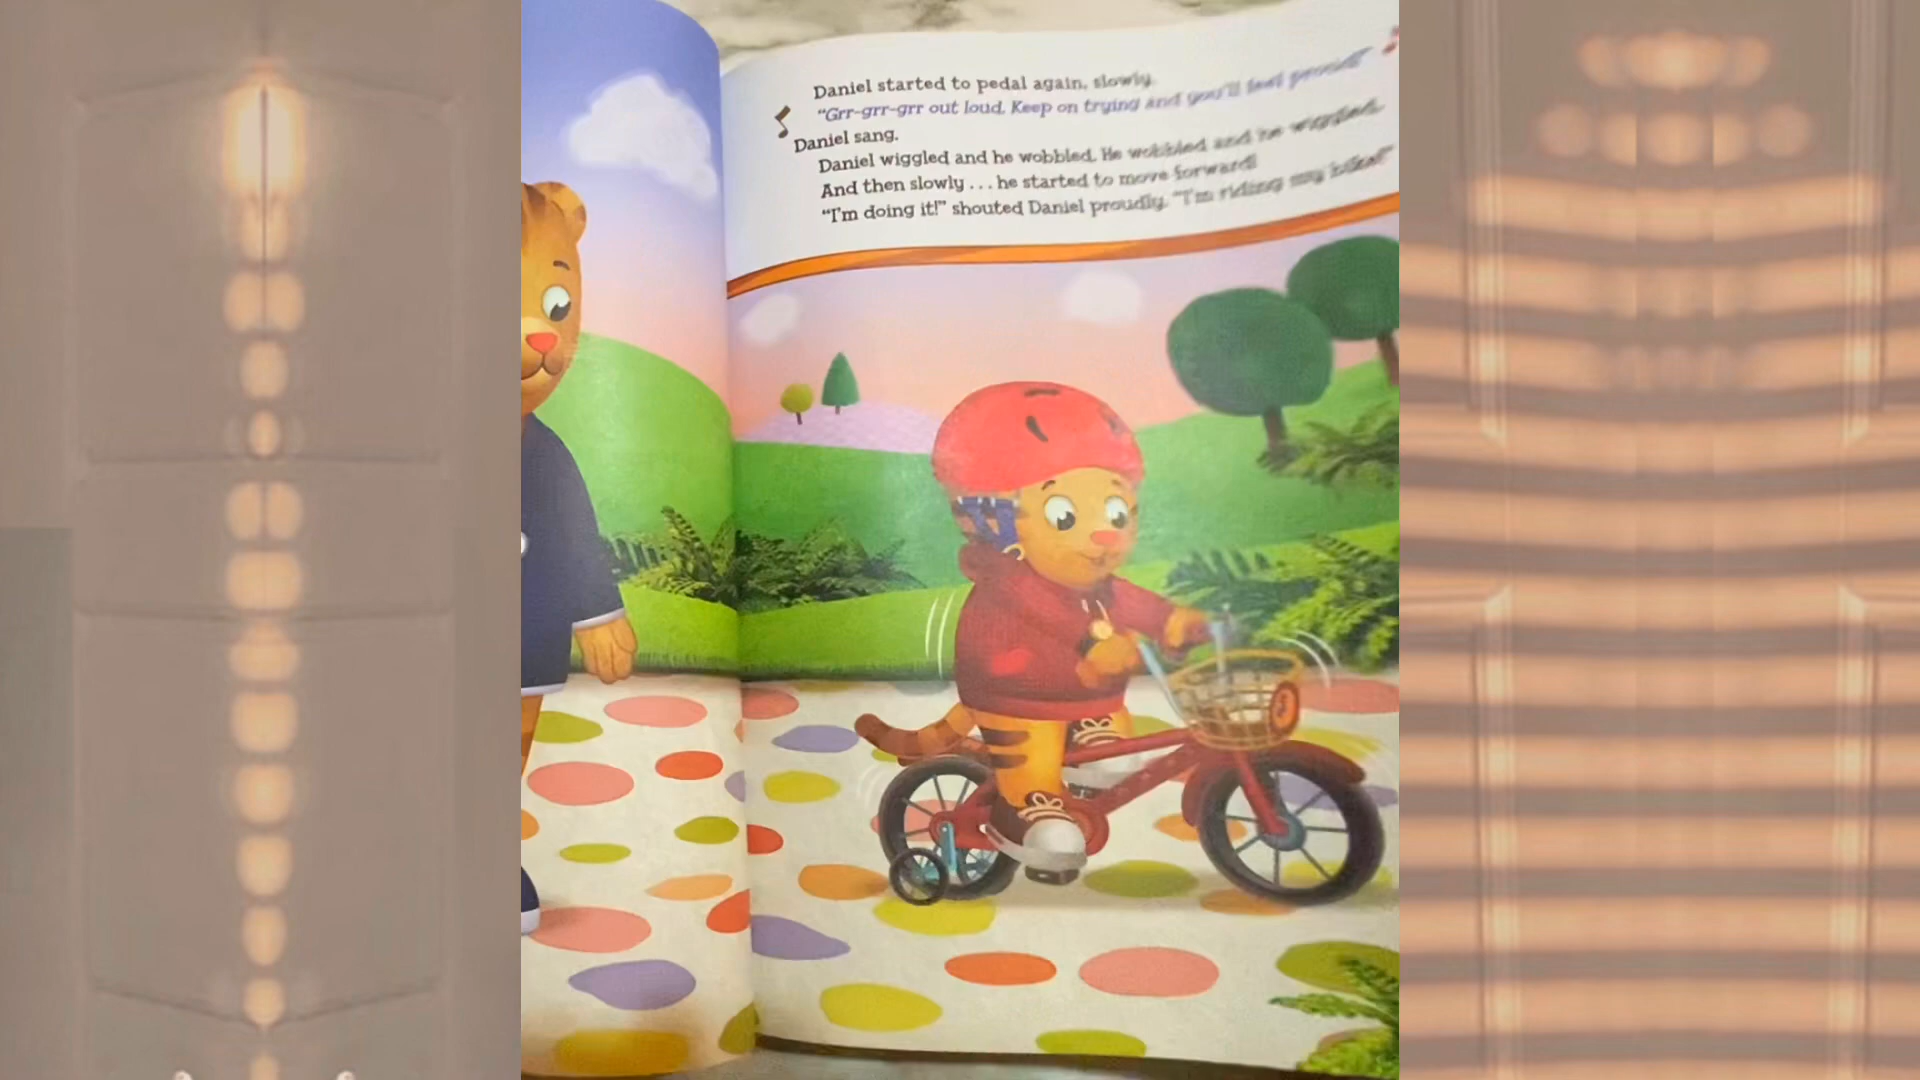 Daniel started to pedal again, slowly.
“Grr-grr-grr out loud. Keep on trying and you’ll feel proud!”
Daniel sang.
Daniel wiggled and he wobbled. He wobbled and he wiggled.
And then slowly . . . he started to move forward!
“I’m doing it!” shouted Daniel proudly. “I’m riding my bike!”